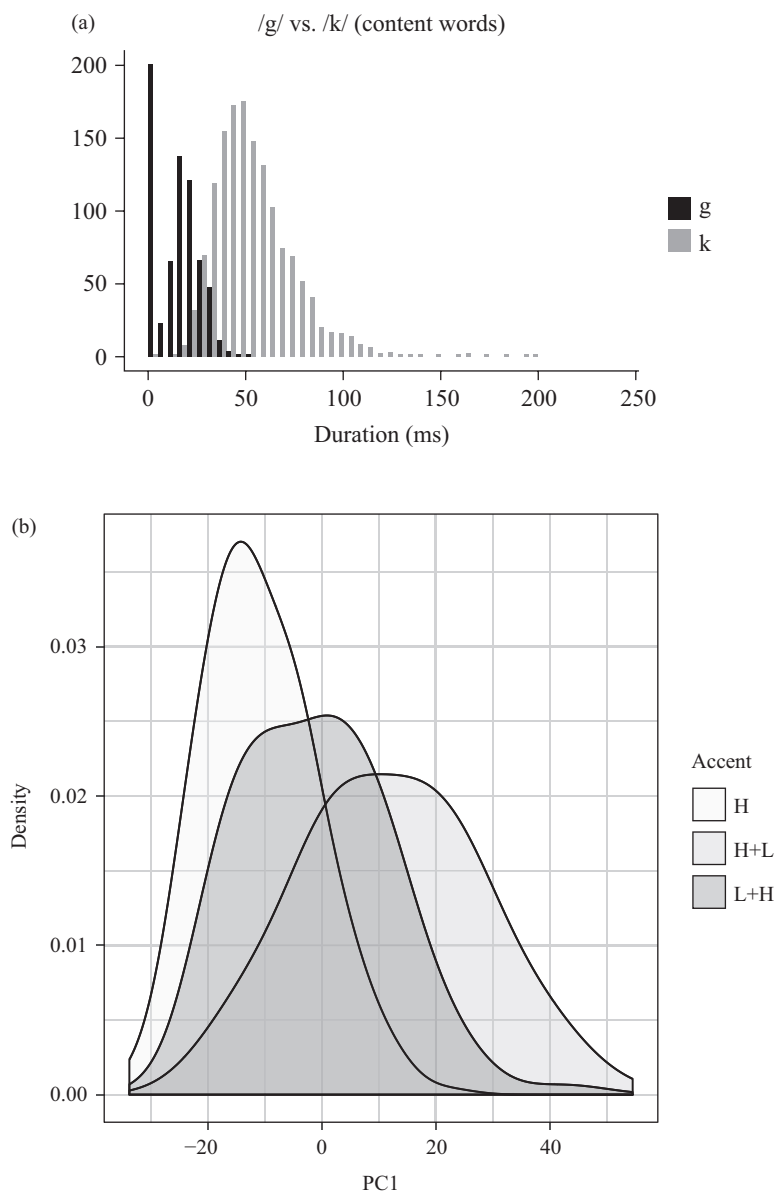 (a)
/g/ vs. /k/ (content words)
200
150
100
50
0
0 50 100 150 200 250
Duration (ms)
g
k
(b)
0.03
0.02
0.01
0.00
Density
−20 0 20 40
PC1
Accent
H
H+L
L+H